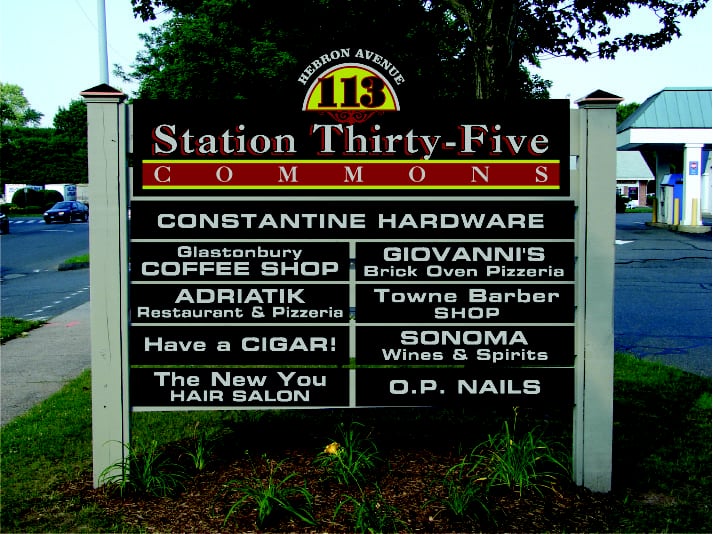 HEBRON AVENUE
113
Station Thirty-Five
COMMONS
CONSTANTINE HARDWARE
Glastonbury
COFFEE SHOP
GIOVANNI'S
Brick Oven Pizzeria
ADRIATIK
Restaurant & Pizzeria
Towne Barber
SHOP
Have a CIGAR!
SONOMA
Wines & Spirits
The New You
HAIR SALON
O.P. NAILS